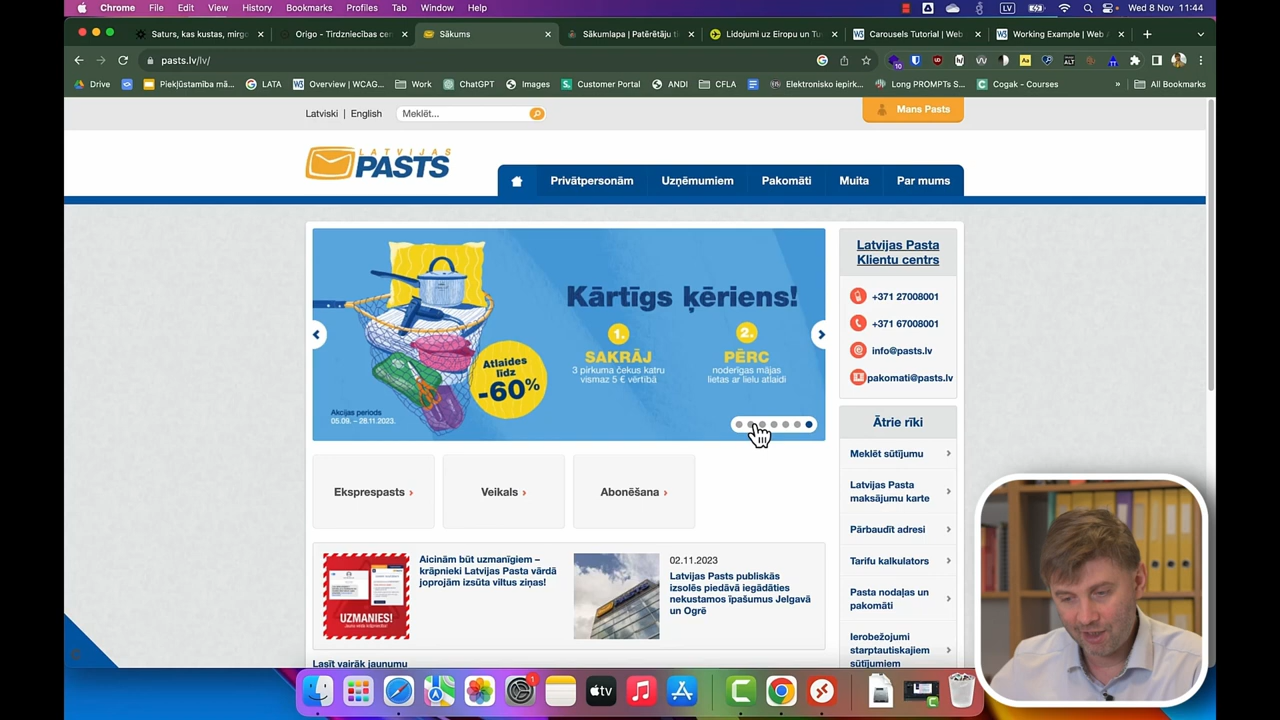 Chrome File Edit View History Bookmarks Profiles Tab Window Help
LV
Wed 8 Nov 11:44
Saturs, kas kustas, mirgo
Origo - Tirdzniecības cen
Sākums
Sākumlapa | Patērētāju t
Lidojumi uz Eiropu un Tu
Carousels Tutorial | Web
Working Example | Web A
pasts.lv/lv/
Drive
Piekļūstamība mā...
LATA
Overview | WCAG...
Work
ChatGPT
Images
Customer Portal
ANDI
CFLA
Elektronisko iepirk...
Long PROMPTs S...
Cogak - Courses
»
All Bookmarks
Latviski | English
Meklēt...
Mans Pasts
LATVIJAS
PASTS
Privātpersonām
Uzņēmumiem
Pakomāti
Muita
Par mums
Kārtīgs ķēriens!
1.
SAKRĀJ
3 pirkuma čekus katru
vismaz 5 € vērtībā
2.
PĒRC
noderīgas mājas
lietas ar lielu atlaidi
Atlaides
līdz
-60%
Akcijas periods
05.09. – 28.11.2023.
Latvijas Pasta
Klientu centrs
+371 27008001
+371 67008001
info@pasts.lv
pakomati@pasts.lv
Ātrie rīki
Meklēt sūtījumu
Latvijas Pasta
maksājumu karte
Pārbaudīt adresi
Tarifu kalkulators
Pasta nodaļas un
pakomāti
Ierobežojumi
starptautiskajiem
sūtījumiem
Ekspresspasts ›
Veikals ›
Abonēšana ›
UZMANIES!
Aicinām būt uzmanīgiem –
krāpnieki Latvijas Pasta vārdā
joprojām izsūta viltus ziņas!
02.11.2023
Latvijas Pasts publiskās
izsolēs piedāvā iegādāties
nekustamos īpašumus Jelgavā
un Ogrē
Lasīt vairāk jaunumu
1
tv